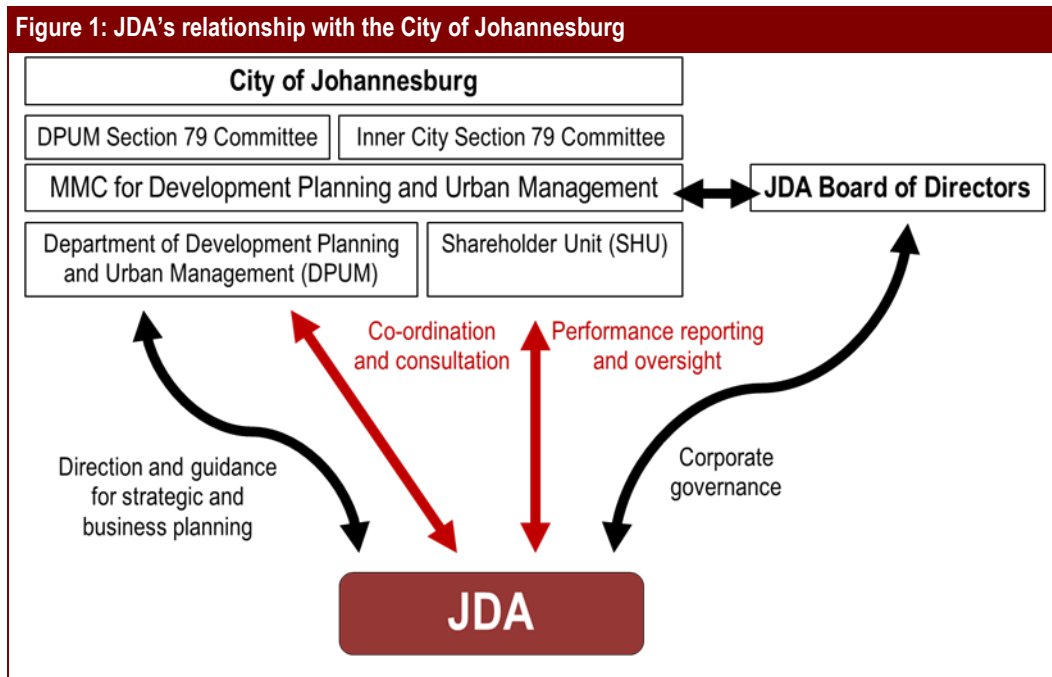 Figure 1: JDA’s relationship with the City of Johannesburg
City of Johannesburg
DPUM Section 79 Committee
Inner City Section 79 Committee
MMC for Development Planning and Urban Management
JDA Board of Directors
Department of Development Planning
and Urban Management (DPUM)
Shareholder Unit (SHU)
Co-ordination
and consultation
Performance reporting
and oversight
Direction and guidance
for strategic and
business planning
Corporate
governance
JDA